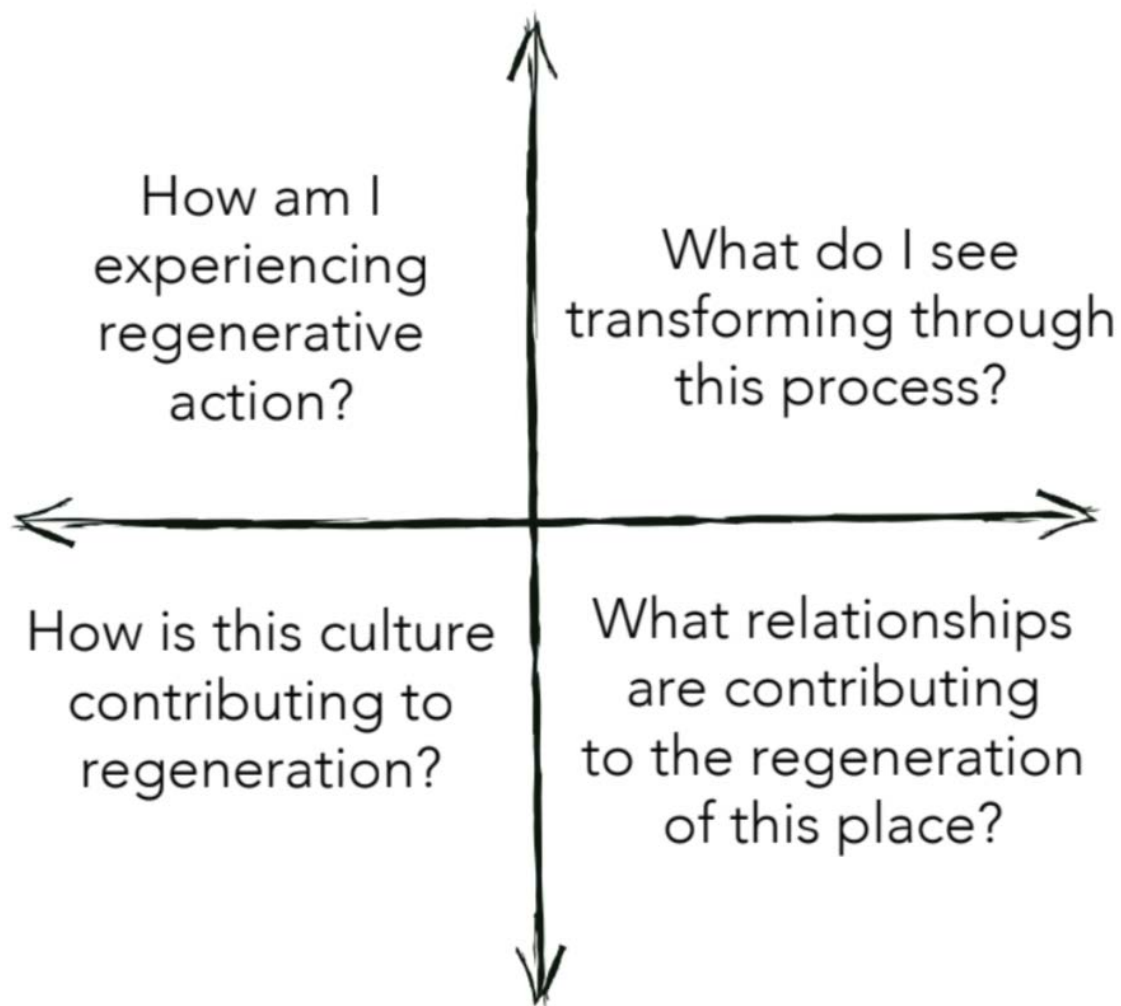 How am I
experiencing
regenerative
action?
What do I see
transforming through
this process?
How is this culture
contributing to
regeneration?
What relationships
are contributing
to the regeneration
of this place?